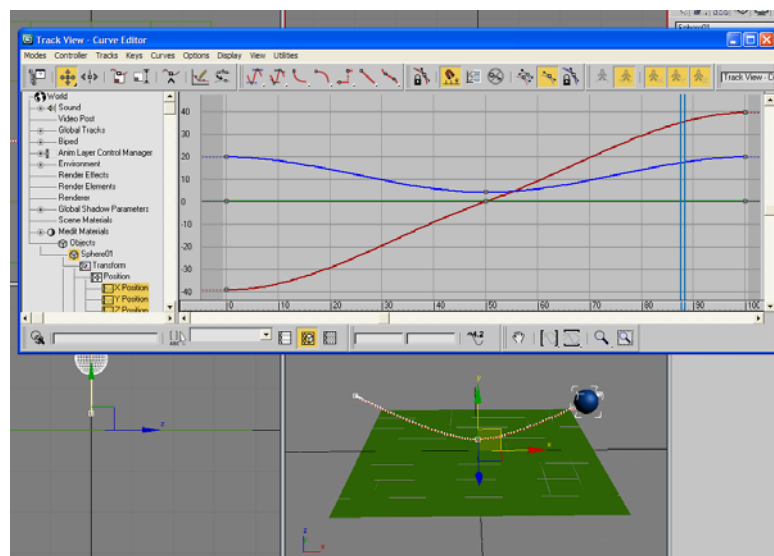 Sphere01
Track View - Curve Editor
Modes Controller Tracks Keys Curves Options Display View Utilities
Track View - Cu
World
Sound
Video Post
Global Tracks
Biped
Anim Layer Control Manager
Environment
Render Effects
Render Elements
Renderer
Global Shadow Parameters
Scene Materials
Medit Materials
Objects
Sphere01
Transform
Position
X Position
Y Position
Z Position
40
20
0
-10
-20
-30
-40
0 10 20 30 40 50 60 70 80 90 100
z
y
x
z
x